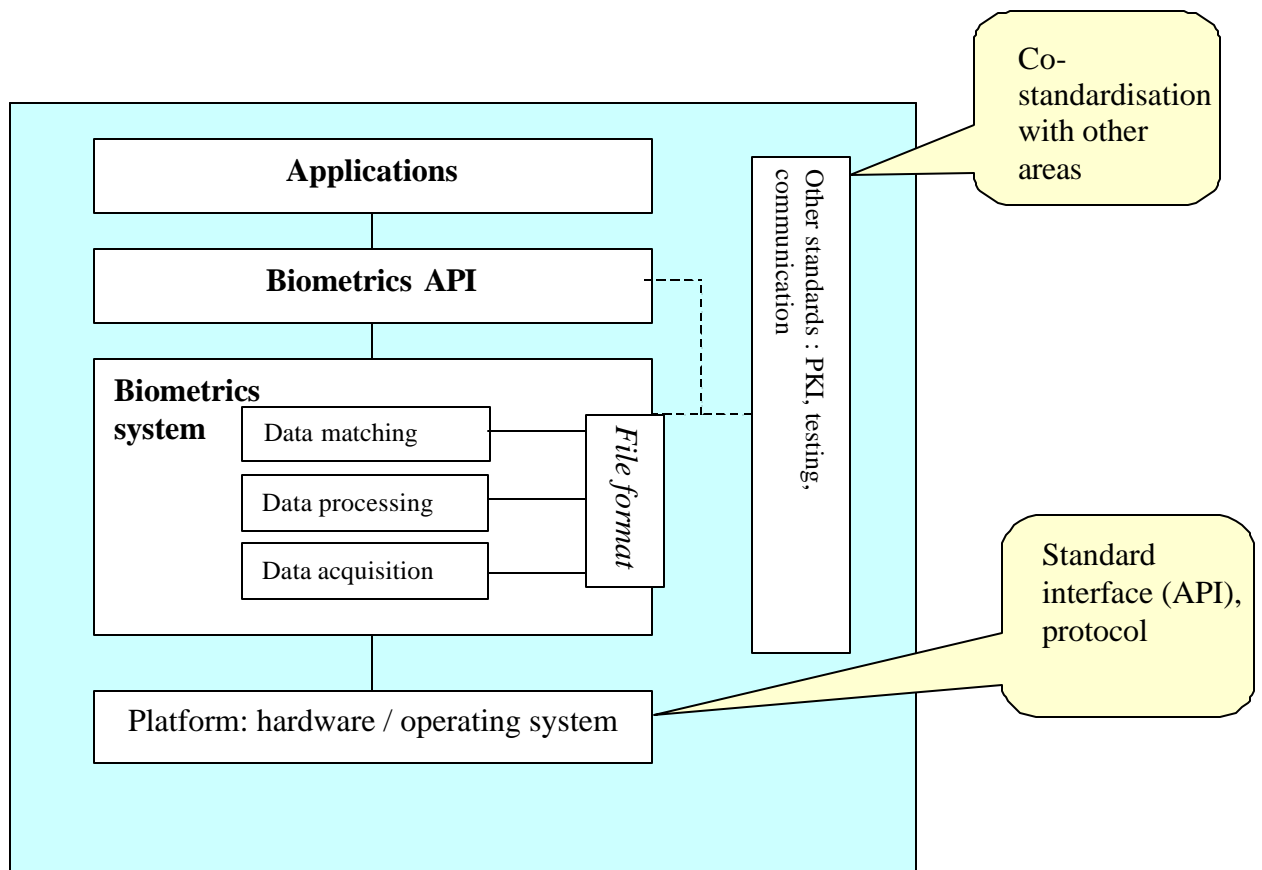 Co-
standardisation
with other
areas
Applications
Other standards : PKI, testing,
communication
Biometrics API
Biometrics
system
Data matching
File format
Data processing
Data acquisition
Standard
interface (API),
protocol
Platform: hardware / operating system